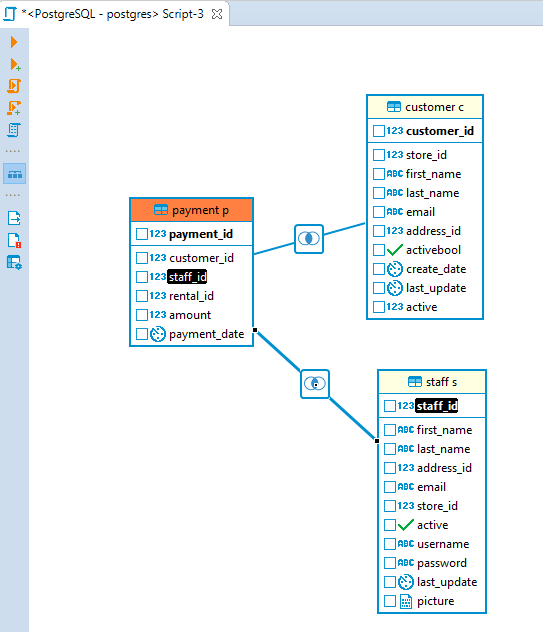 *<PostgreSQL - postgres> Script-3
customer c
123 customer_id
123 store_id
ABC first_name
ABC last_name
ABC email
123 address_id
activebool
create_date
last_update
123 active
payment p
123 payment_id
123 customer_id
123 staff_id
123 rental_id
123 amount
payment_date
staff s
123 staff_id
ABC first_name
ABC last_name
123 address_id
ABC email
123 store_id
active
ABC username
ABC password
last_update
picture